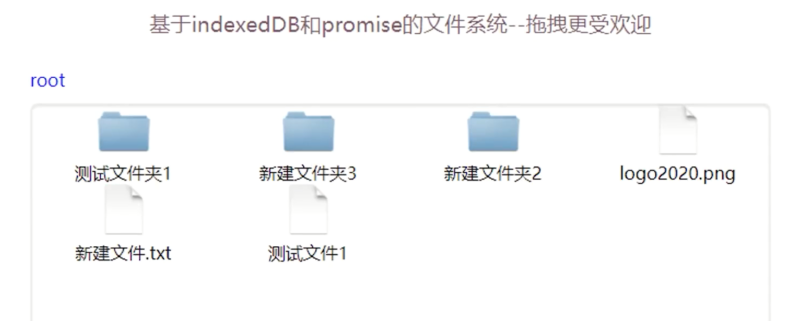 基于indexedDB和promise的文件系统--拖拽更受欢迎
root
测试文件夹1 新建文件夹3 新建文件夹2 logo2020.png
新建文件.txt 测试文件1